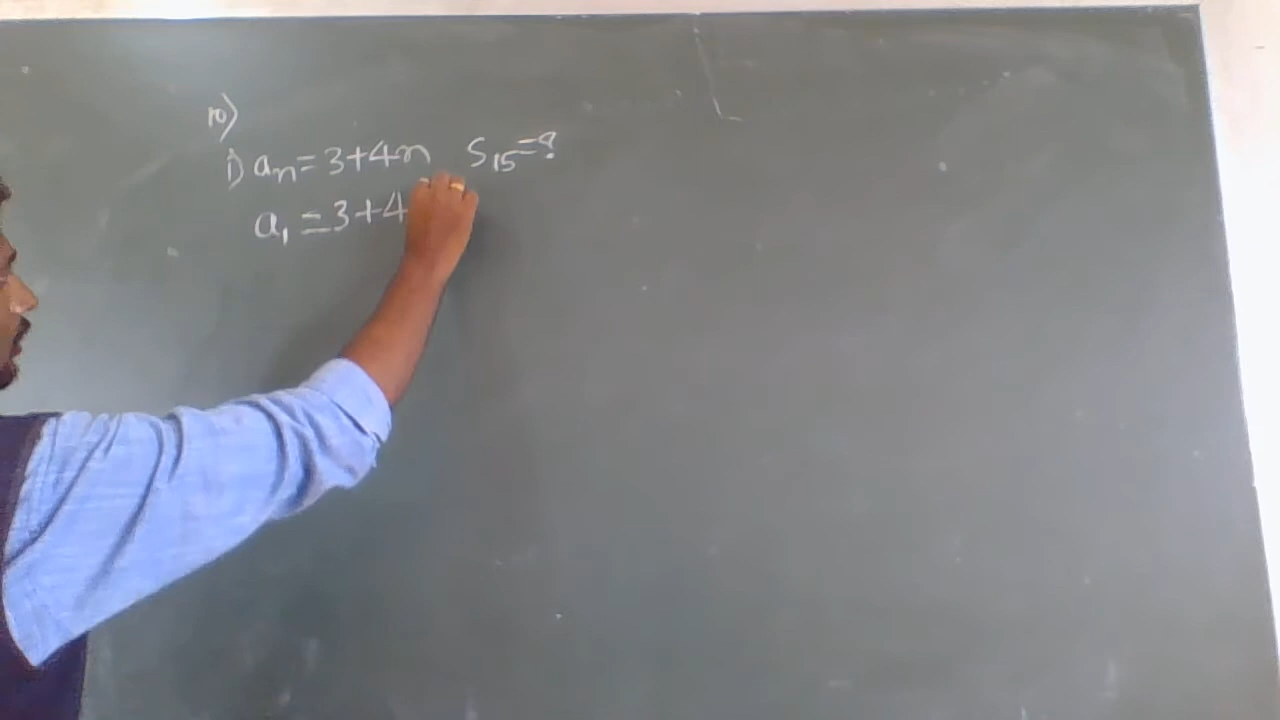 10)
i) aₙ = 3+4n S₁₅ = ?
a₁ = 3+4